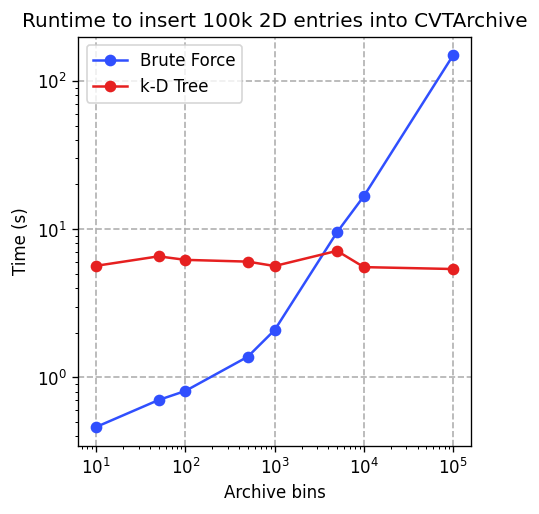 Runtime to insert 100k 2D entries into CVTArchive
Brute Force
k-D Tree
Time (s)
10²
10¹
10⁰
10¹ 10² 10³ 10⁴ 10⁵
Archive bins